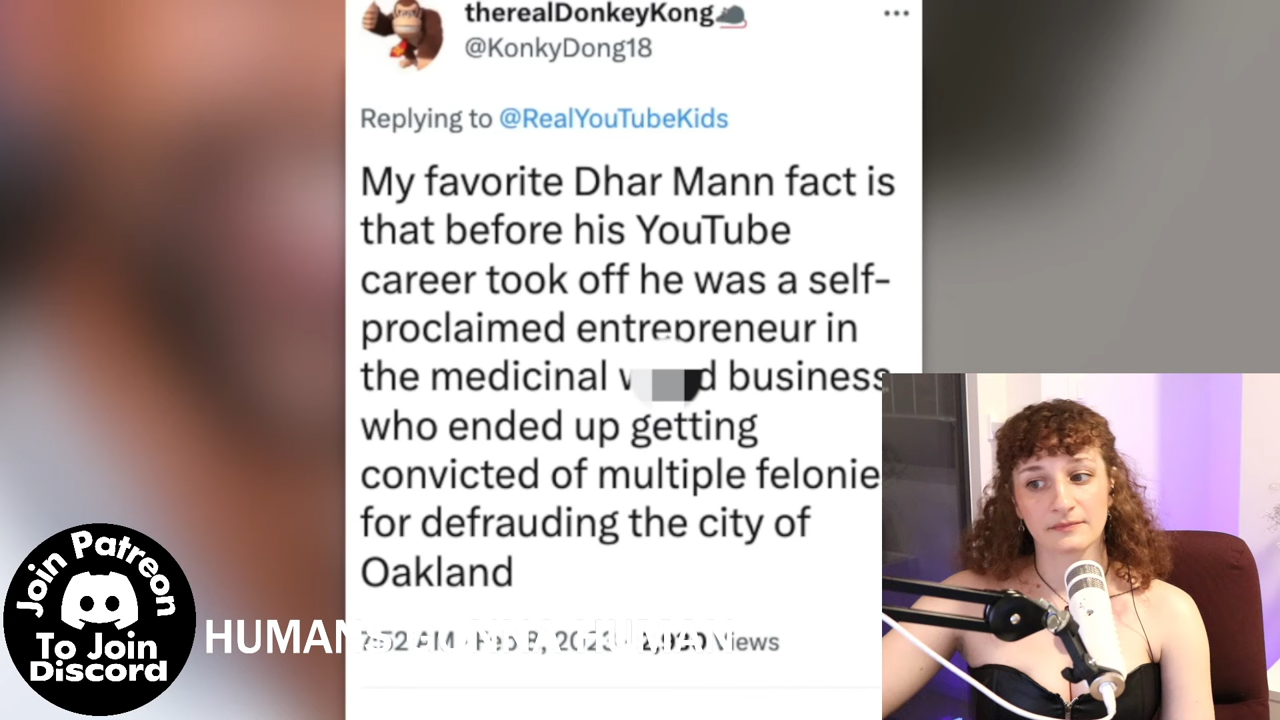 therealDonkeyKong
@KonkyDong18
Replying to @RealYouTubeKids
My favorite Dhar Mann fact is
that before his YouTube
career took off he was a self-
proclaimed entrepreneur in
the medicinal business
who ended up getting
convicted of multiple felonie
for defrauding the city of
Oakland
Views
Join Patreon
To Join
Discord
HUMAN